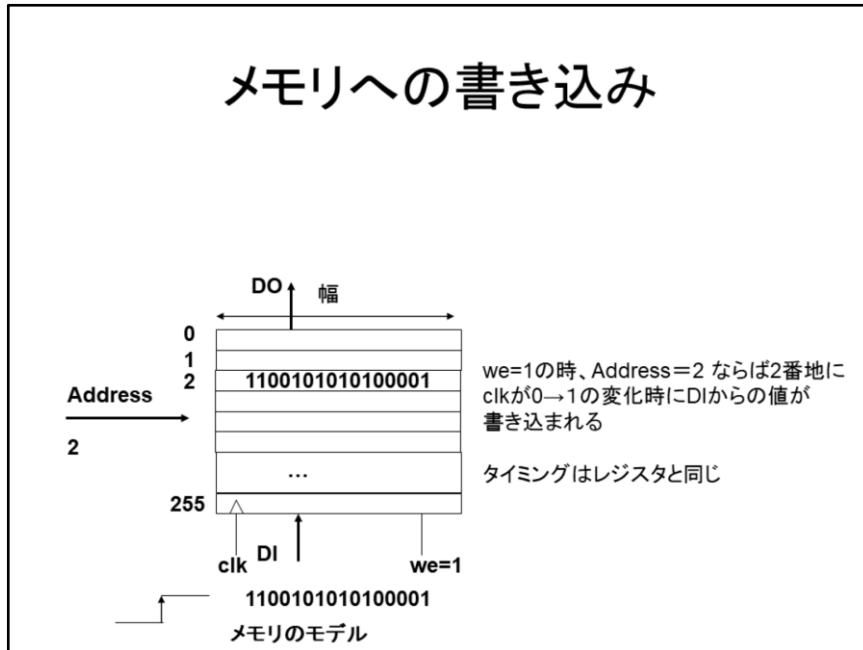 メモリへの書き込み
DO
幅
0
1
2
1100101010100001
Address
2
we=1の時、Address＝2 ならば2番地に
clkが0→1の変化時にDIからの値が
書き込まれる
…
タイミングはレジスタと同じ
255
clk
DI
we=1
1100101010100001
メモリのモデル